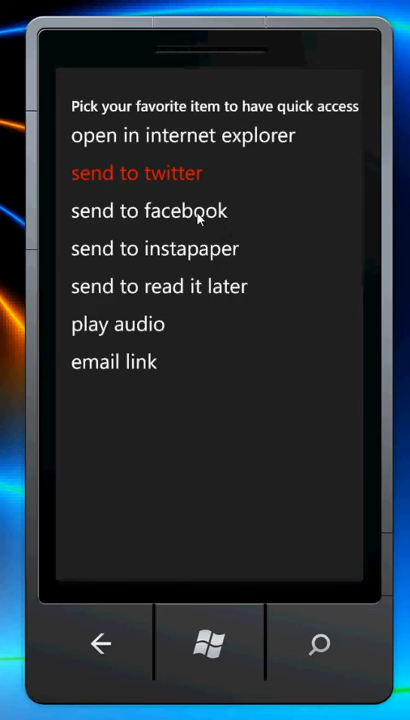 Pick your favorite item to have quick access
open in internet explorer
send to twitter
send to facebook
send to instapaper
send to read it later
play audio
email link